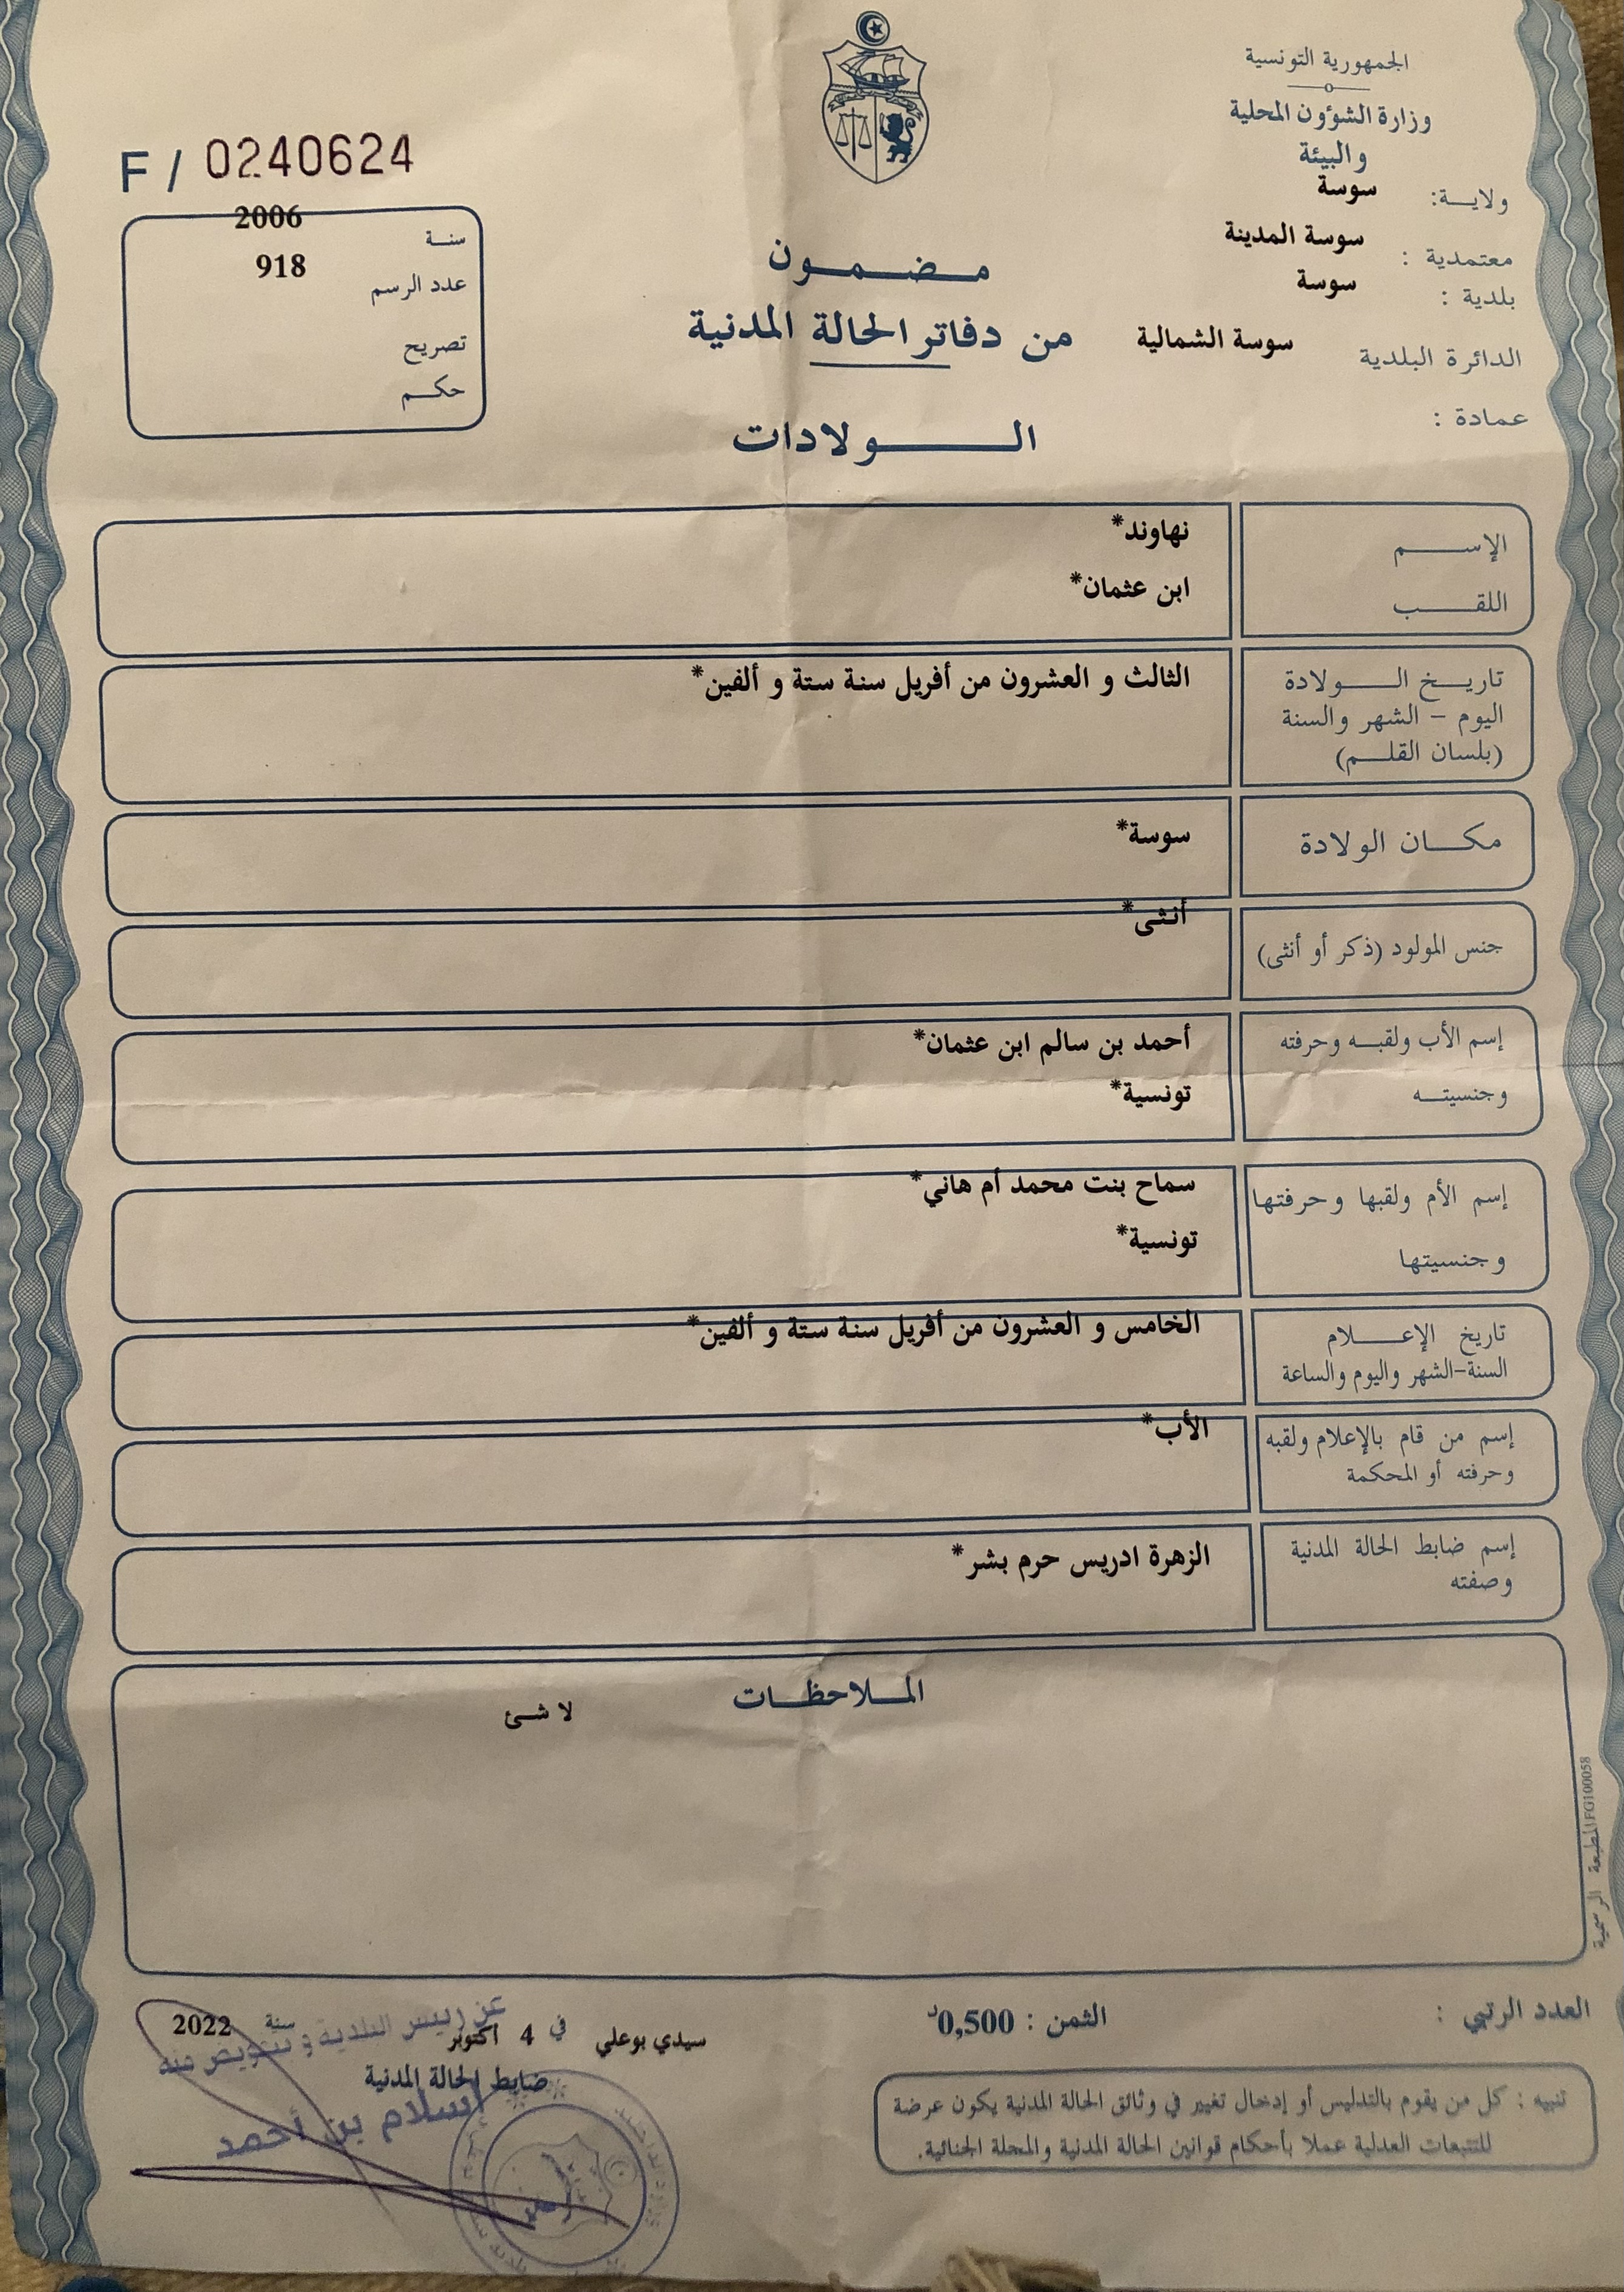 الجمهورية التونسية
وزارة الشؤون المحلية
والبيئة
ولاية: سوسة
معتمدية : سوسة المدينة
بلدية : سوسة
الدائرة البلدية سوسة الشمالية
عمادة :
F / 0240624
سنة 2006
عدد الرسم 918
تصريح
حكم
مضمون
من دفاتر الحالة المدنية
الولادات
الإسم نهاوند*
اللقب ابن عثمان*
تاريخ الولادة الثالث و العشرون من أفريل سنة ستة و ألفين*
اليوم - الشهر والسنة
(بلسان القلم)
مكان الولادة سوسة*
جنس المولود (ذكر أو أنثى) أنثى*
إسم الأب ولقبه وحرفته أحمد بن سالم ابن عثمان*
وجنسيته تونسية*
إسم الأم ولقبها وحرفتها سماح بنت محمد أم هاني*
وجنسيتها تونسية*
تاريخ الإعلام الخامس و العشرون من أفريل سنة ستة و ألفين*
السنة-الشهر واليوم والساعة
إسم من قام بالإعلام ولقبه الأب*
وحرفته أو المحكمة
إسم ضابط الحالة المدنية الزهرة ادريس حرم بشر*
وصفته
الملاحظات
لا شئ
المطبعة الرسمية FG100058
العدد الرتبي :
الثمن : 0,500د
سيدي بوعلي في 4 اكتوبر سنة 2022
عن رييس البلدية و بتفويض منه
ضابط الحالة المدنية
إسلام بن أحمد
تنبيه : كل من يقوم بالتدليس أو إدخال تغيير في وثائق الحالة المدنية يكون عرضة
للتتبعات العدلية عملا بأحكام قوانين الحالة المدنية والمجلة الجنائية.